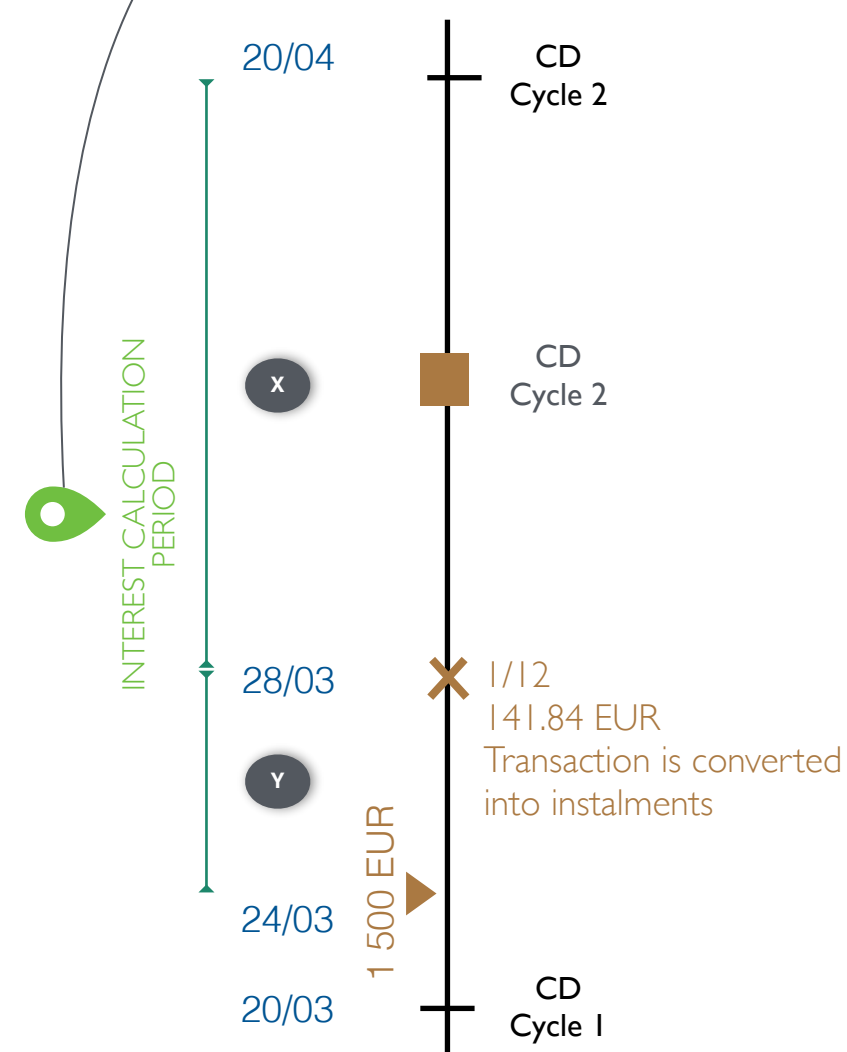 20/04
CD
Cycle 2
INTEREST CALCULATION
PERIOD
X
CD
Cycle 2
28/03
1/12
141.84 EUR
Transaction is converted
into instalments
Y
1 500 EUR
24/03
20/03
CD
Cycle 1